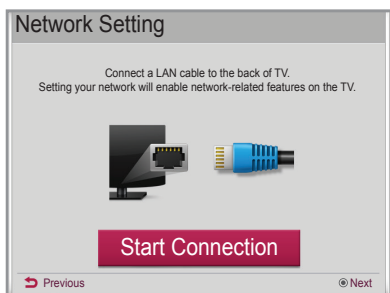 Network Setting
Connect a LAN cable to the back of TV.
Setting your network will enable network-related features on the TV.
Start Connection
Previous
Next